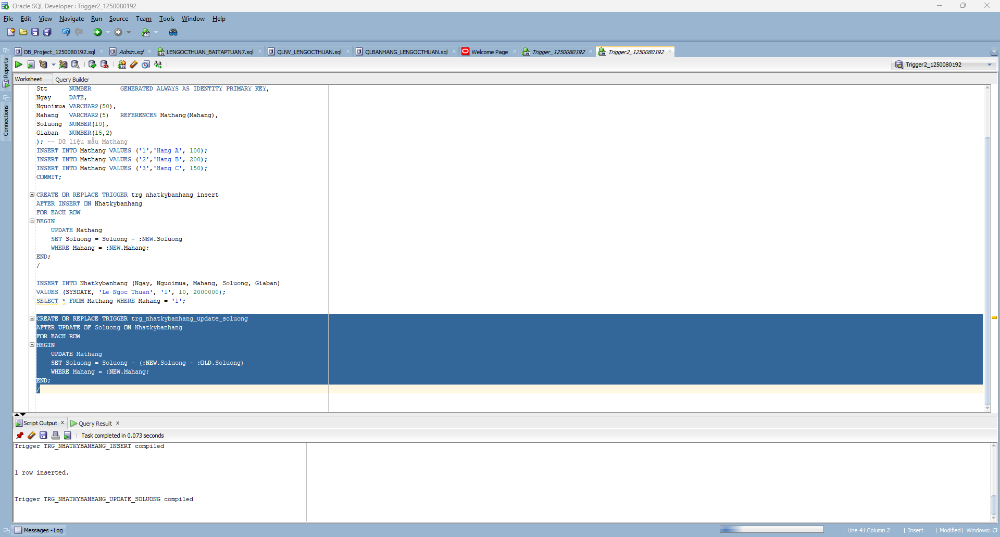 Oracle SQL Developer : Trigger2_1250080192
File Edit View Navigate Run Source Team Tools Window Help
DB_Project_1250080192.sql Admin.sql LENGOCTHUAN_BAITAPTUAN7.sql QLNV_LENGOCTHUAN.sql QLBANHANG_LENGOCTHUAN.sql Welcome Page Trigger_1250080192 Trigger2_1250080192
Reports
Connections
Trigger2_1250080192
Worksheet Query Builder
Stt NUMBER GENERATED ALWAYS AS IDENTITY PRIMARY KEY,
Ngay DATE,
Nguoimua VARCHAR2(50),
Mahang VARCHAR2(5) REFERENCES Mathang(Mahang),
Soluong NUMBER(10),
Giaban NUMBER(15,2)
); -- Dữ liệu mẫu Mathang
INSERT INTO Mathang VALUES ('1','Hang A', 100);
INSERT INTO Mathang VALUES ('2','Hang B', 200);
INSERT INTO Mathang VALUES ('3','Hang C', 150);
COMMIT;
CREATE OR REPLACE TRIGGER trg_nhatkybanhang_insert
AFTER INSERT ON Nhatkybanhang
FOR EACH ROW
BEGIN
UPDATE Mathang
SET Soluong = Soluong - :NEW.Soluong
WHERE Mahang = :NEW.Mahang;
END;
/
INSERT INTO Nhatkybanhang (Ngay, Nguoimua, Mahang, Soluong, Giaban)
VALUES (SYSDATE, 'Le Ngoc Thuan', '1', 10, 2000000);
SELECT * FROM Mathang WHERE Mahang = '1';
CREATE OR REPLACE TRIGGER trg_nhatkybanhang_update_soluong
AFTER UPDATE OF Soluong ON Nhatkybanhang
FOR EACH ROW
BEGIN
UPDATE Mathang
SET Soluong = Soluong - (:NEW.Soluong - :OLD.Soluong)
WHERE Mahang = :NEW.Mahang;
END;
/
Script Output x Query Result x
Task completed in 0.073 seconds
Trigger TRG_NHATKYBANHANG_INSERT compiled
1 row inserted.
Trigger TRG_NHATKYBANHANG_UPDATE_SOLUONG compiled
Messages - Log
Line 41 Column 2 | Insert | Modified | Windows: CF